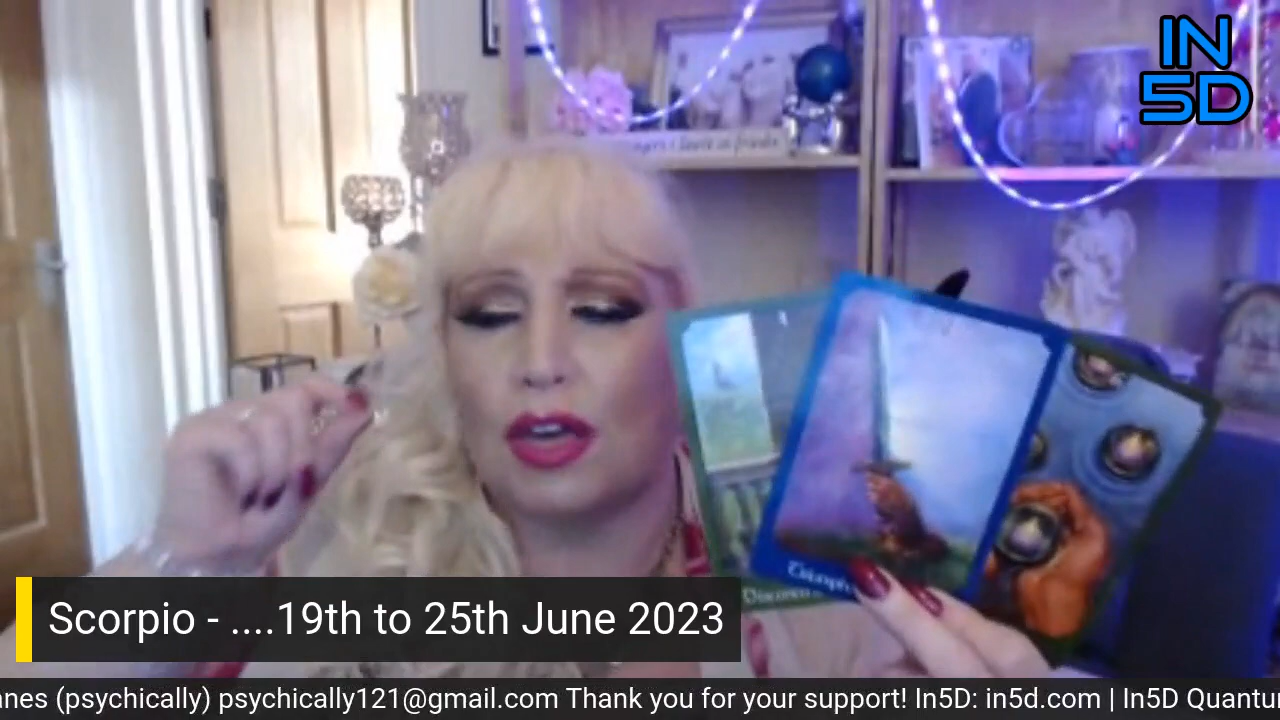 IN
5D
Scorpio - ....19th to 25th June 2023
anes (psychically) psychically121@gmail.com Thank you for your support! In5D: in5d.com | In5D Quantu